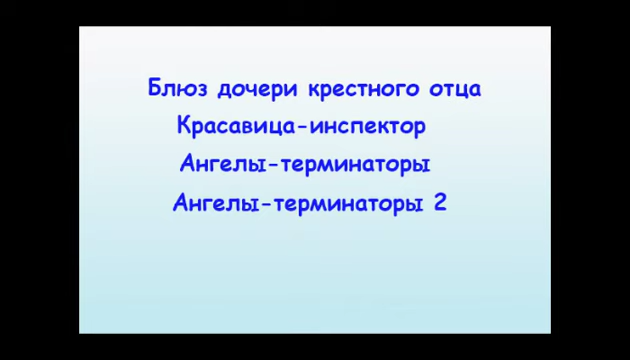 Блюз дочери крестного отца
Красавица-инспектор
Ангелы-терминаторы
Ангелы-терминаторы 2